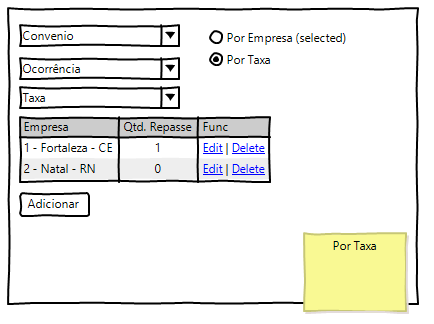 Convenio
Por Empresa (selected)
Ocorrência
Por Taxa
Taxa
Empresa Qtd. Repasse Func
1 - Fortaleza - CE 1 Edit | Delete
2 - Natal - RN 0 Edit | Delete
Adicionar
Por Taxa